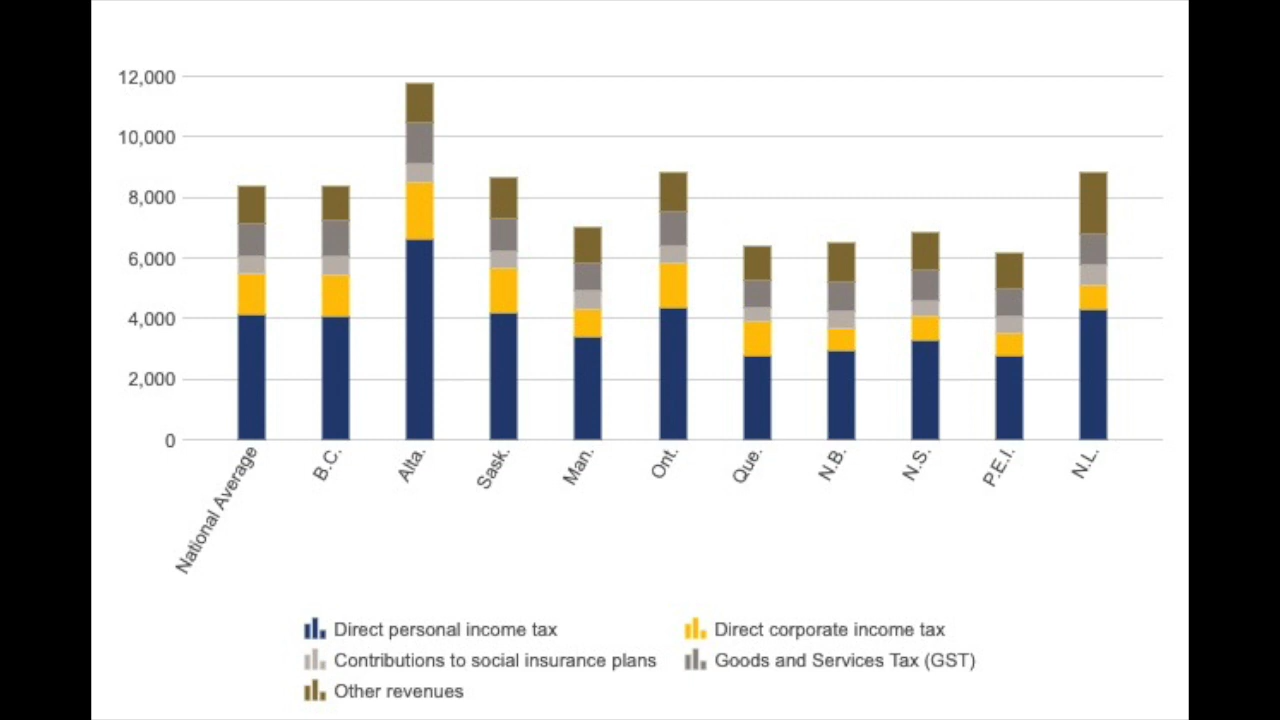 12,000
10,000
8,000
6,000
4,000
2,000
0
National Average
B.C.
Alta.
Sask.
Man.
Ont.
Que.
N.B.
N.S.
P.E.I.
N.L.
Direct personal income tax
Direct corporate income tax
Contributions to social insurance plans
Goods and Services Tax (GST)
Other revenues